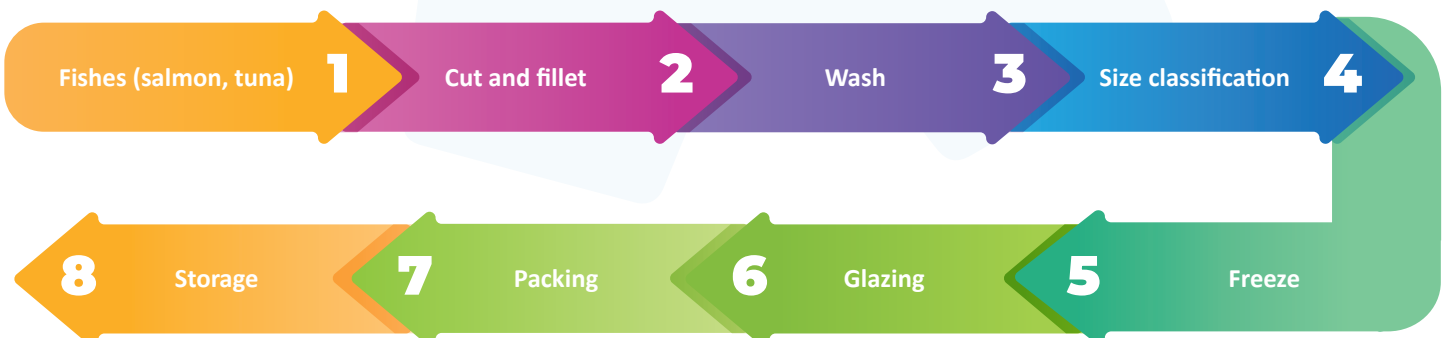 Fishes (salmon, tuna) 1
Cut and fillet 2
Wash 3
Size classification 4
5 Freeze
6 Glazing
7 Packing
8 Storage